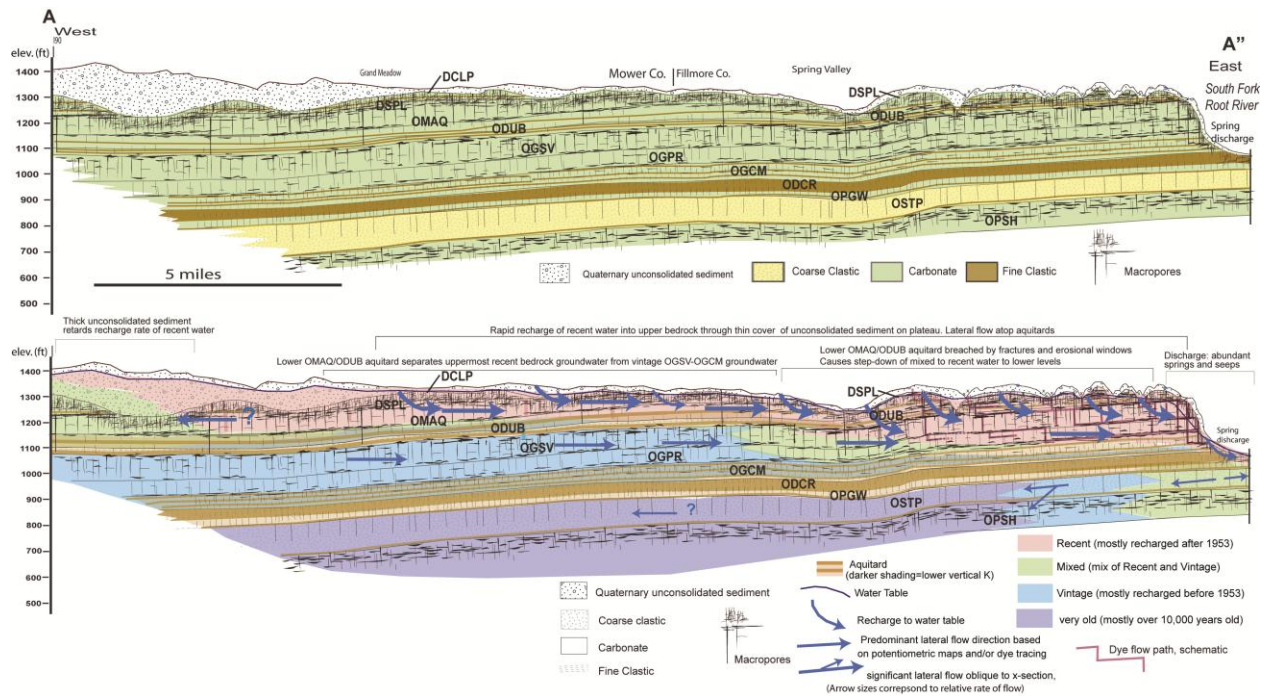 A
West
A"
East
South Fork
Root River
Spring
discharge
elev. (ft)
1400
1300
1200
1100
1000
900
800
700
600
500
Grand Meadow
DCLP
Mower Co.
Fillmore Co.
Spring Valley
DSPL
DSPL
OMAQ
ODUB
ODUB
OGSV
OGPR
OGCM
ODCR
OPGW
OSTP
OPSH
5 miles
Quaternary unconsolidated sediment
Coarse Clastic
Carbonate
Fine Clastic
Macropores
Thick unconsolidated sediment
retards recharge rate of recent water
Rapid recharge of recent water into upper bedrock through thin cover of unconsolidated sediment on plateau. Lateral flow atop aquitards
Lower OMAQ/ODUB aquitard separates uppermost recent bedrock groundwater from vintage OGSV-OGCM groundwater
Lower OMAQ/ODUB aquitard breached by fractures and erosional windows
Causes step-down of mixed to recent water to lower levels
Discharge: abundant
springs and seeps
elev. (ft)
1400
1300
1200
1100
1000
900
800
700
600
500
DCLP
DSPL
DSPL
?
OMAQ
ODUB
ODUB
OGSV
OGPR
OGCM
ODCR
OPGW
OSTP
?
OPSH
Spring
dishcarge
Quaternary unconsolidated sediment
Coarse clastic
Carbonate
Fine Clastic
Macropores
Aquitard
(darker shading=lower vertical K)
Water Table
Recharge to water table
Predominant lateral flow direction based
on potentiometric maps and/or dye tracing
significant lateral flow oblique to x-section,
(Arrow sizes correpsond to relative rate of flow)
Recent (mostly recharged after 1953)
Mixed (mix of Recent and Vintage)
Vintage (mostly recharged before 1953)
very old (mostly over 10,000 years old)
Dye flow path, schematic